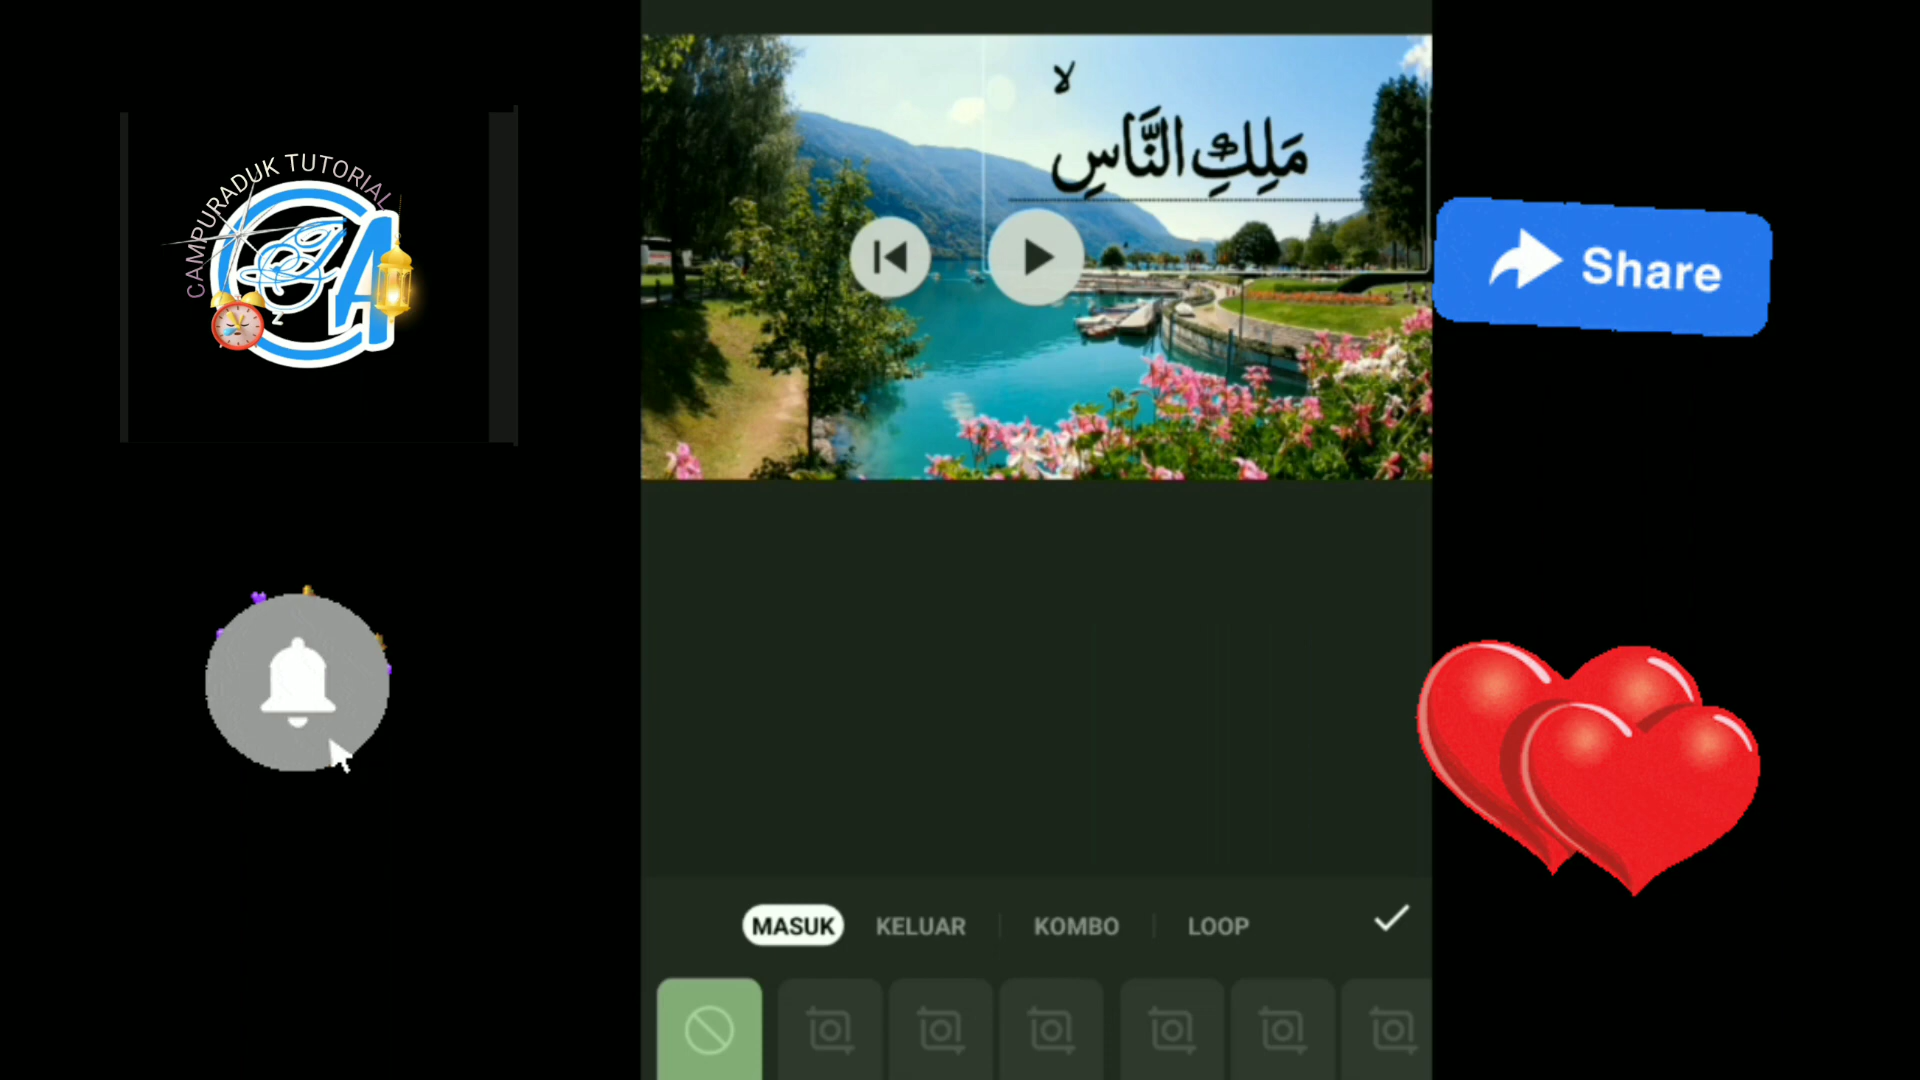 CAMPURADUK TUTORIAL
A
z
لا
مَلِكِ النَّاسِ
Share
MASUK KELUAR KOMBO LOOP